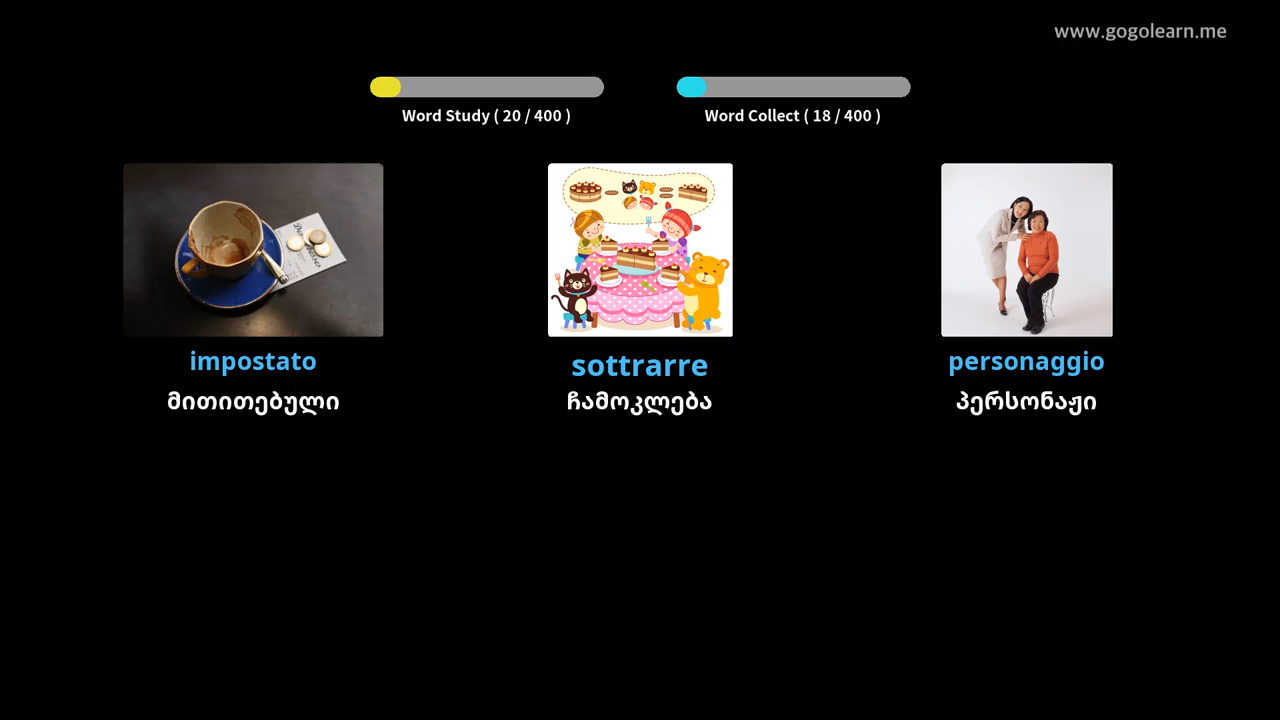 www.gogolearn.me
Word Study ( 20 / 400 )
Word Collect ( 18 / 400 )
impostato
sottrarre
personaggio
მითითებული
ჩამოკლება
პერსონაჟი